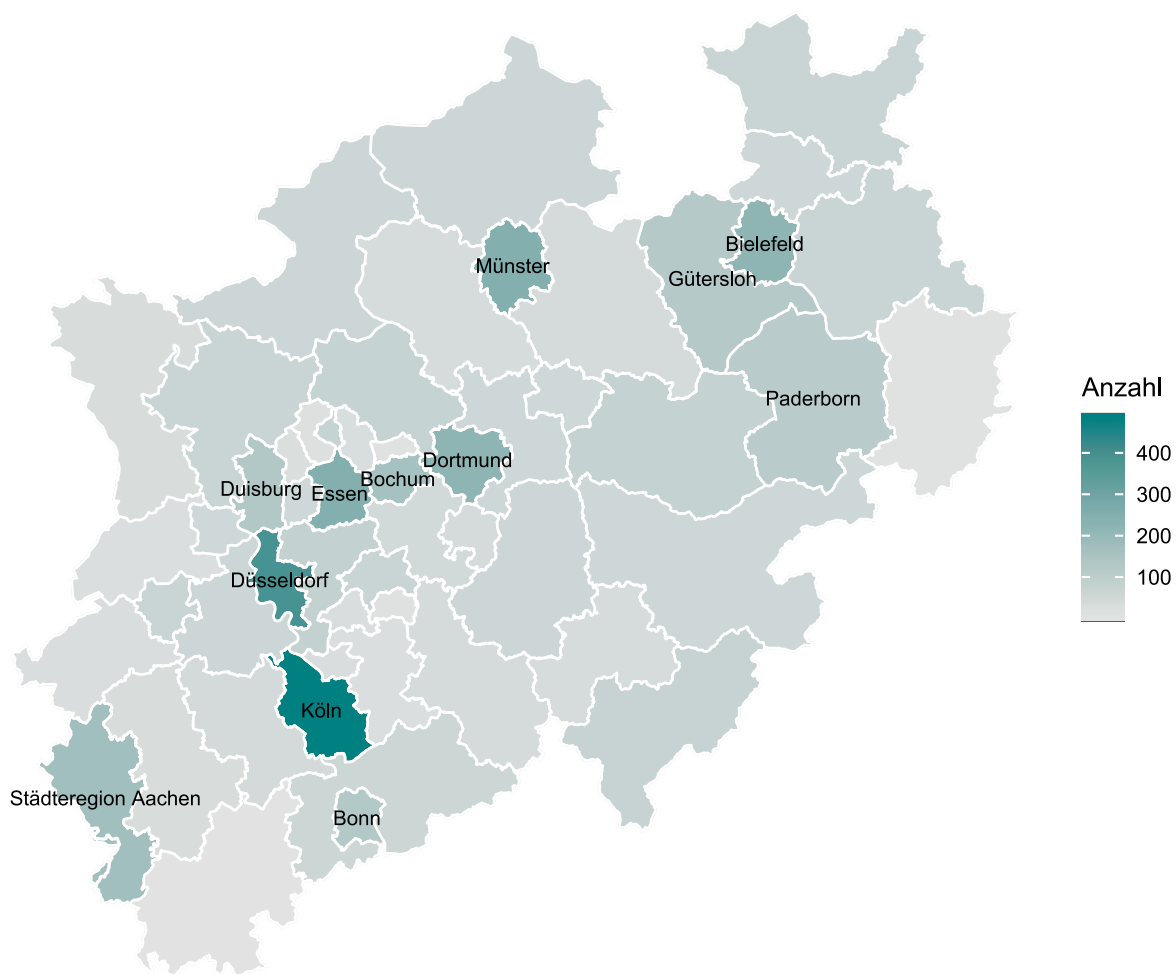 Bielefeld
Münster
Gütersloh
Paderborn
Dortmund
Bochum
Duisburg
Essen
Düsseldorf
Köln
Städteregion Aachen
Bonn
Anzahl
400
300
200
100